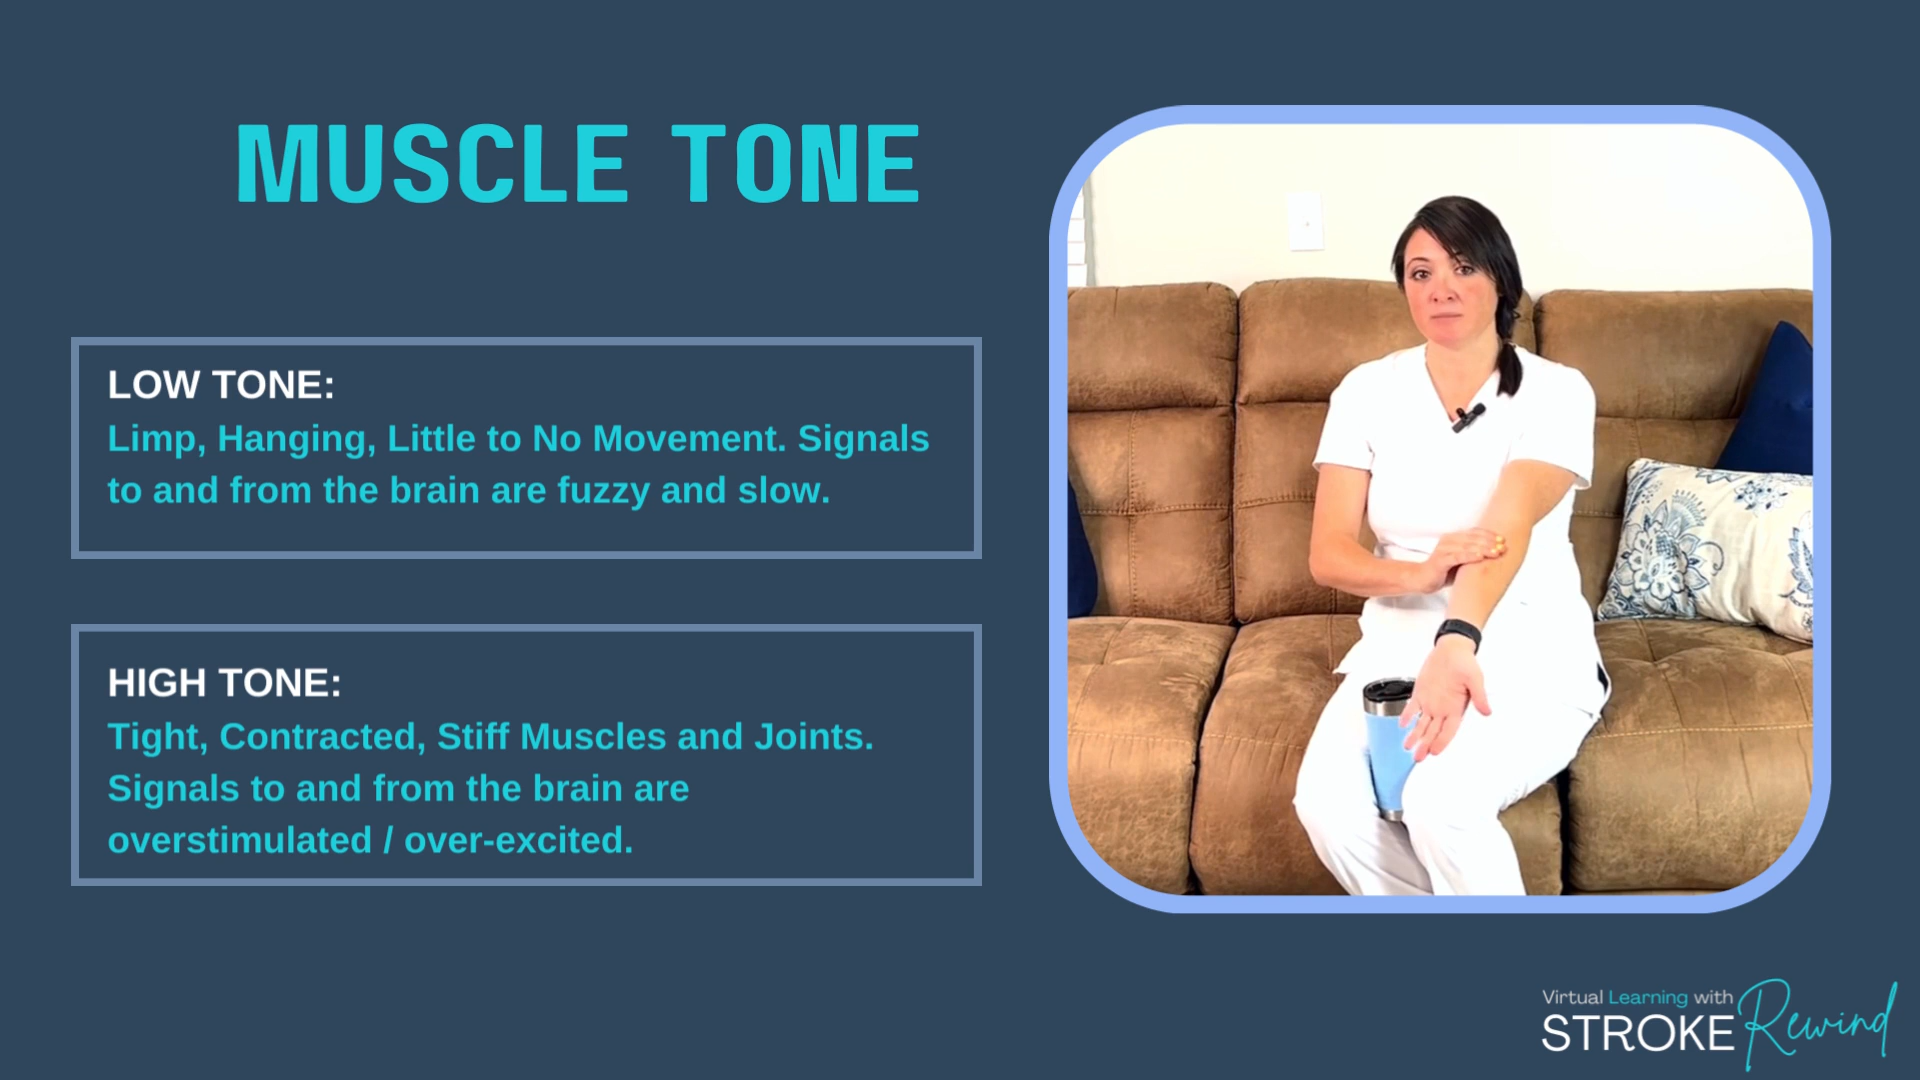 MUSCLE TONE
LOW TONE:
Limp, Hanging, Little to No Movement. Signals
to and from the brain are fuzzy and slow.
HIGH TONE:
Tight, Contracted, Stiff Muscles and Joints.
Signals to and from the brain are
overstimulated / over-excited.
Virtual Learning with
STROKE Rewind